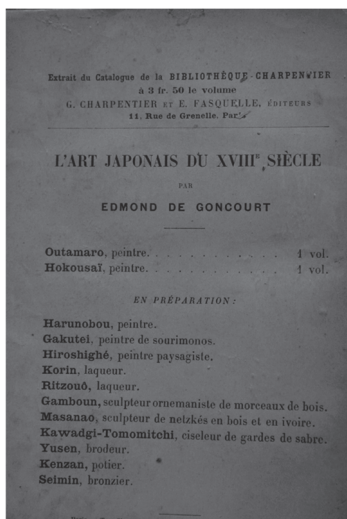 Extrait du Catalogue de la BIBLIOTHÈQUE-CHARPENTIER
à 3 fr. 50 le volume
G. CHARPENTIER ET E. FASQUELLE, ÉDITEURS
11, Rue de Grenelle, Paris
L'ART JAPONAIS DU XVIIIᵉ SIÈCLE
PAR
EDMOND DE GONCOURT
Outamaro, peintre. . . . . . . . . . . . 1 vol.
Hokousaï, peintre. . . . . . . . . . . . 1 vol.
EN PRÉPARATION :
Harunobou, peintre.
Gakutei, peintre de sourimonos.
Hiroshighé, peintre paysagiste.
Korin, laqueur.
Ritzouô, laqueur.
Gamboun, sculpteur ornemaniste de morceaux de bois.
Masanao, sculpteur de netzkés en bois et en ivoire.
Kawadgi-Tomomitchi, ciseleur de gardes de sabre.
Yusen, brodeur.
Kenzan, potier.
Seimin, bronzier.